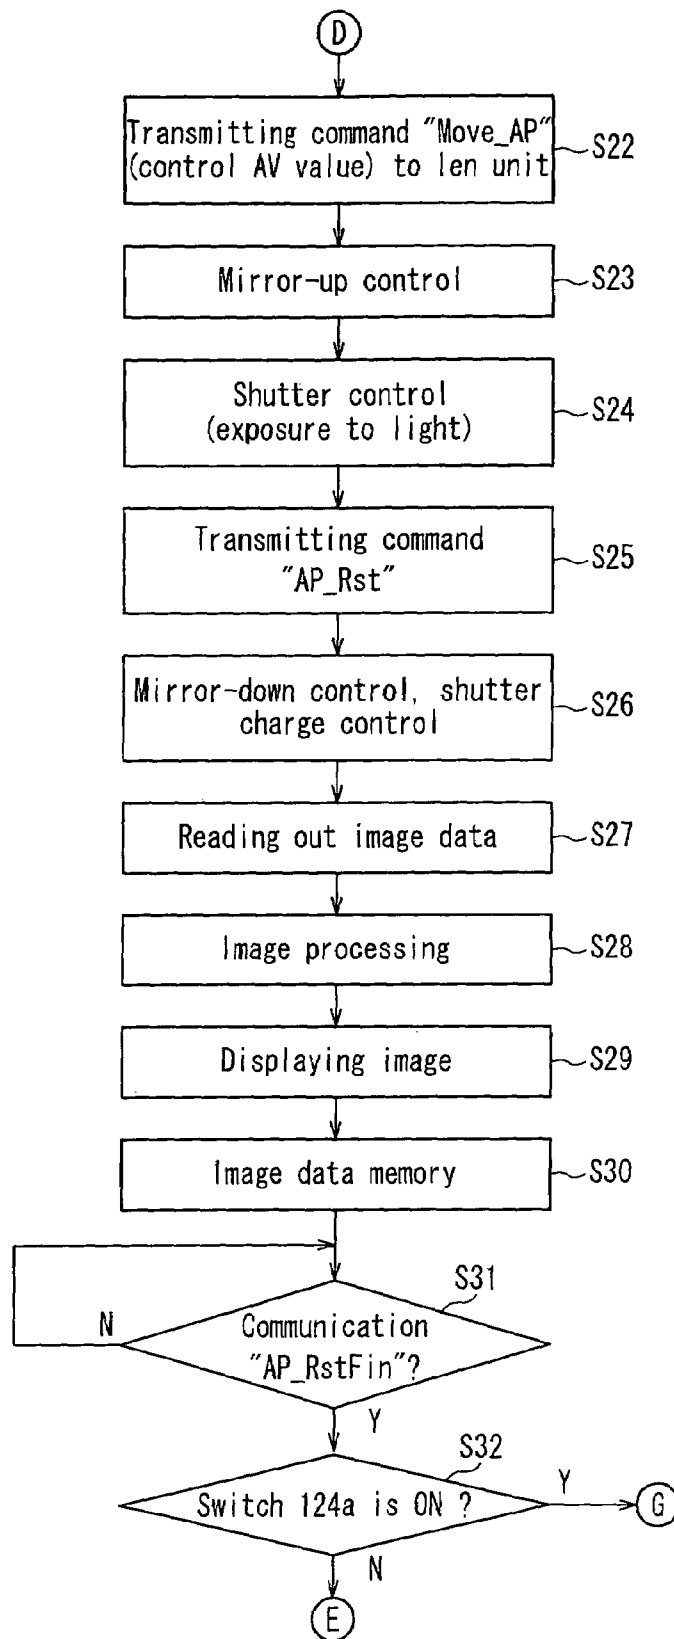 D
Transmitting command "Move_AP"
(control AV value) to len unit
S22
Mirror-up control
S23
Shutter control
(exposure to light)
S24
Transmitting command
"AP_Rst"
S25
Mirror-down control, shutter
charge control
S26
Reading out image data
S27
Image processing
S28
Displaying image
S29
Image data memory
S30
S31
N
Communication
"AP_RstFin"?
Y
S32
Switch 124a is ON ?
Y
G
N
E